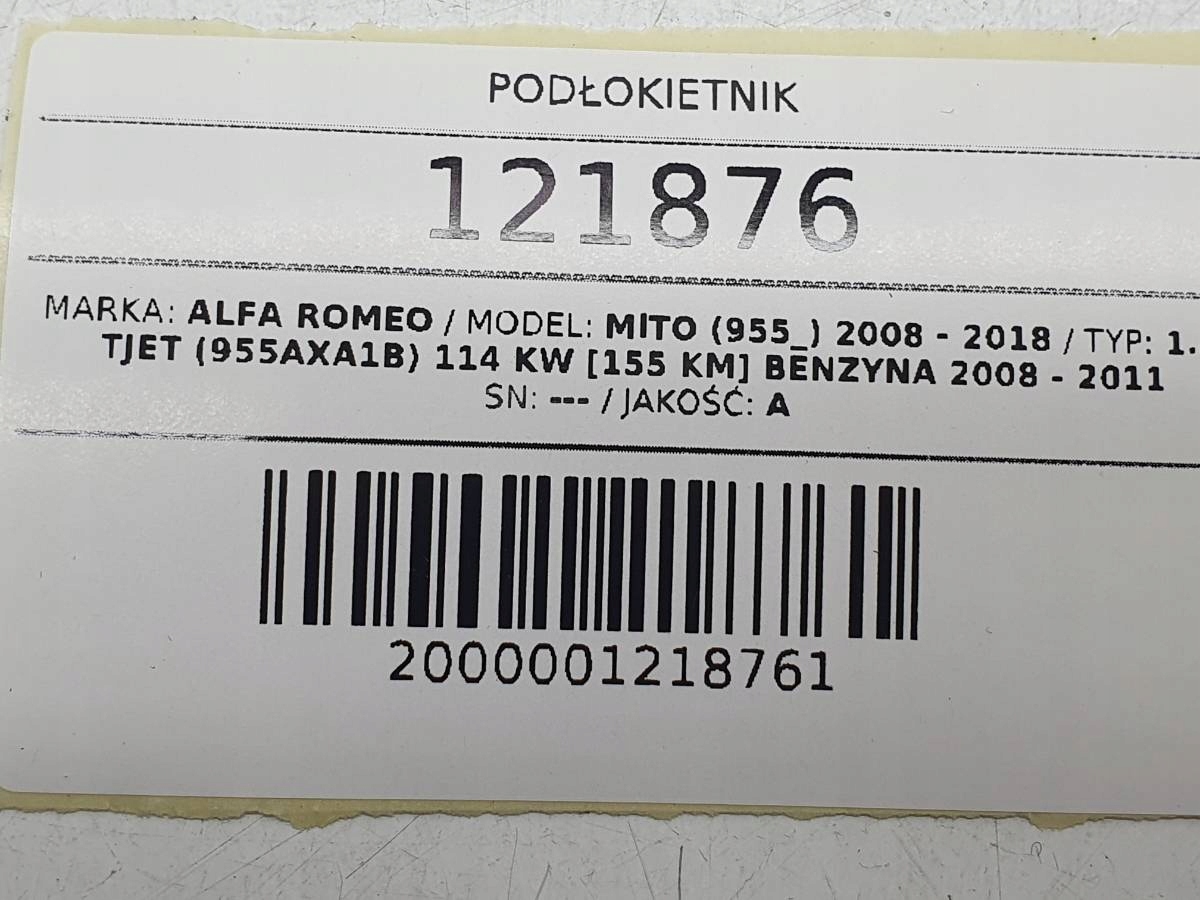 PODŁOKIETNIK
121876
MARKA: ALFA ROMEO / MODEL: MITO (955_) 2008 - 2018 / TYP: 1.
TJET (955AXA1B) 114 KW [155 KM] BENZYNA 2008 - 2011
SN: --- / JAKOŚĆ: A
2000001218761